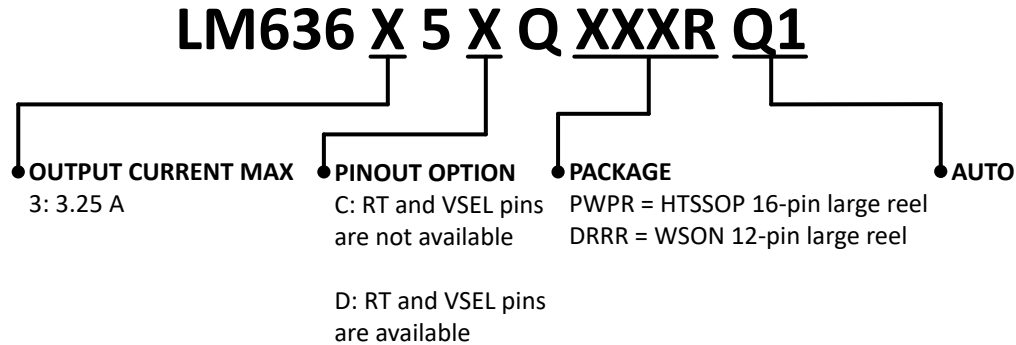 LM636 X 5 X Q XXXR Q1
OUTPUT CURRENT MAX
3: 3.25 A
PINOUT OPTION
C: RT and VSEL pins
are not available
D: RT and VSEL pins
are available
PACKAGE
PWPR = HTSSOP 16-pin large reel
DRRR = WSON 12-pin large reel
AUTO